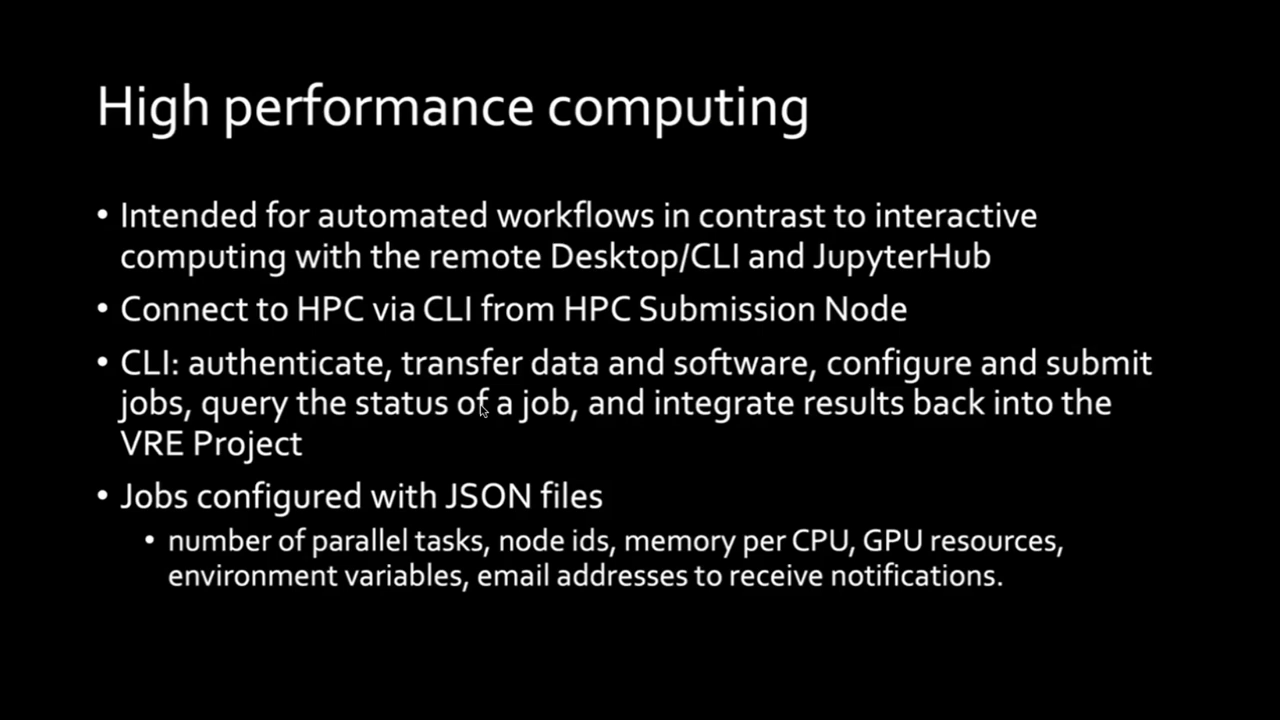 High performance computing
• Intended for automated workflows in contrast to interactive
computing with the remote Desktop/CLI and JupyterHub
• Connect to HPC via CLI from HPC Submission Node
• CLI: authenticate, transfer data and software, configure and submit
jobs, query the status of a job, and integrate results back into the
VRE Project
• Jobs configured with JSON files
• number of parallel tasks, node ids, memory per CPU, GPU resources,
environment variables, email addresses to receive notifications.